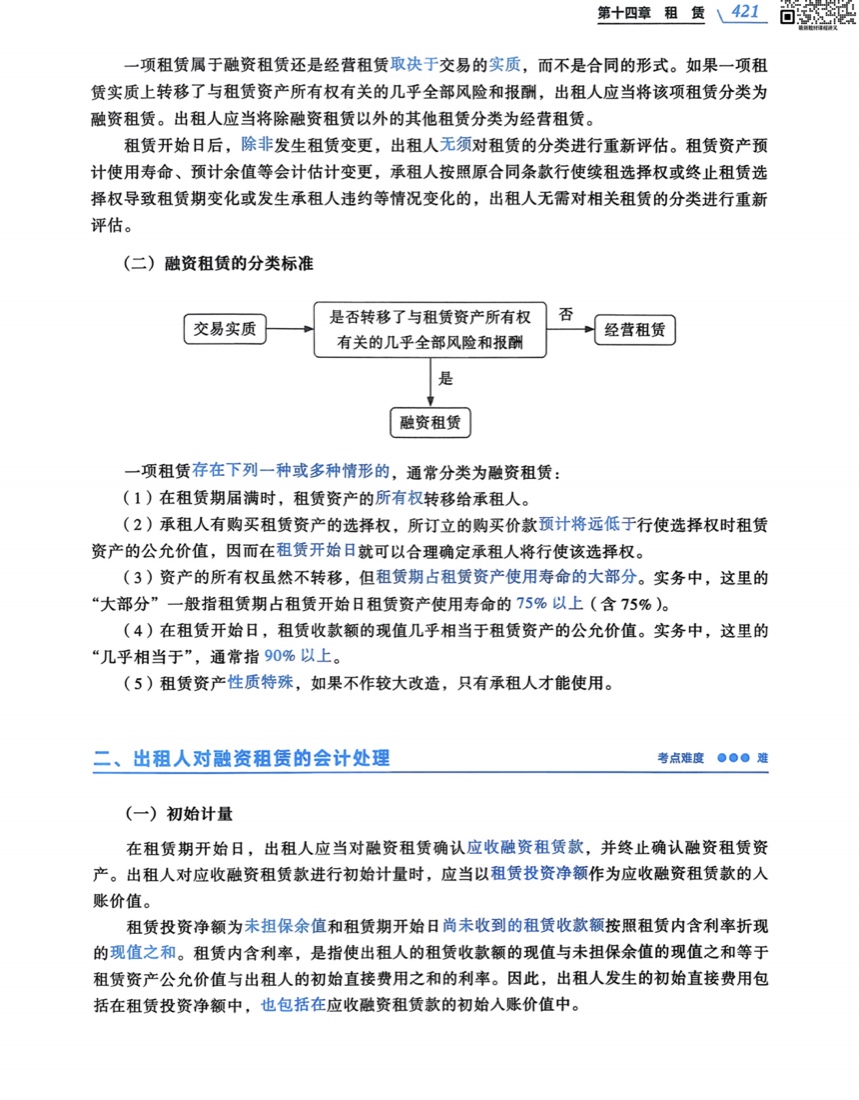 第十四章 租 赁 421
一项租赁属于融资租赁还是经营租赁取决于交易的实质，而不是合同的形式。如果一项租
赁实质上转移了与租赁资产所有权有关的几乎全部风险和报酬，出租人应当将该项租赁分类为
融资租赁。出租人应当将除融资租赁以外的其他租赁分类为经营租赁。
租赁开始日后，除非发生租赁变更，出租人无须对租赁的分类进行重新评估。租赁资产预
计使用寿命、预计余值等会计估计变更，承租人按照原合同条款行使续租选择权或终止租赁选
择权导致租赁期变化或发生承租人违约等情况变化的，出租人无需对相关租赁的分类进行重新
评估。
（二）融资租赁的分类标准
交易实质
是否转移了与租赁资产所有权
有关的几乎全部风险和报酬
否
经营租赁
是
融资租赁
一项租赁存在下列一种或多种情形的，通常分类为融资租赁：
（1）在租赁期届满时，租赁资产的所有权转移给承租人。
（2）承租人有购买租赁资产的选择权，所订立的购买价款预计将远低于行使选择权时租赁
资产的公允价值，因而在租赁开始日就可以合理确定承租人将行使该选择权。
（3）资产的所有权虽然不转移，但租赁期占租赁资产使用寿命的大部分。实务中，这里的
“大部分”一般指租赁期占租赁开始日租赁资产使用寿命的 75% 以上（含 75%）。
（4）在租赁开始日，租赁收款额的现值几乎相当于租赁资产的公允价值。实务中，这里的
“几乎相当于”，通常指 90% 以上。
（5）租赁资产性质特殊，如果不作较大改造，只有承租人才能使用。
二、出租人对融资租赁的会计处理 考点难度 难
（一）初始计量
在租赁期开始日，出租人应当对融资租赁确认应收融资租赁款，并终止确认融资租赁资
产。出租人对应收融资租赁款进行初始计量时，应当以租赁投资净额作为应收融资租赁款的入
账价值。
租赁投资净额为未担保余值和租赁期开始日尚未收到的租赁收款额按照租赁内含利率折现
的现值之和。租赁内含利率，是指使出租人的租赁收款额的现值与未担保余值的现值之和等于
租赁资产公允价值与出租人的初始直接费用之和的利率。因此，出租人发生的初始直接费用包
括在租赁投资净额中，也包括在应收融资租赁款的初始入账价值中。